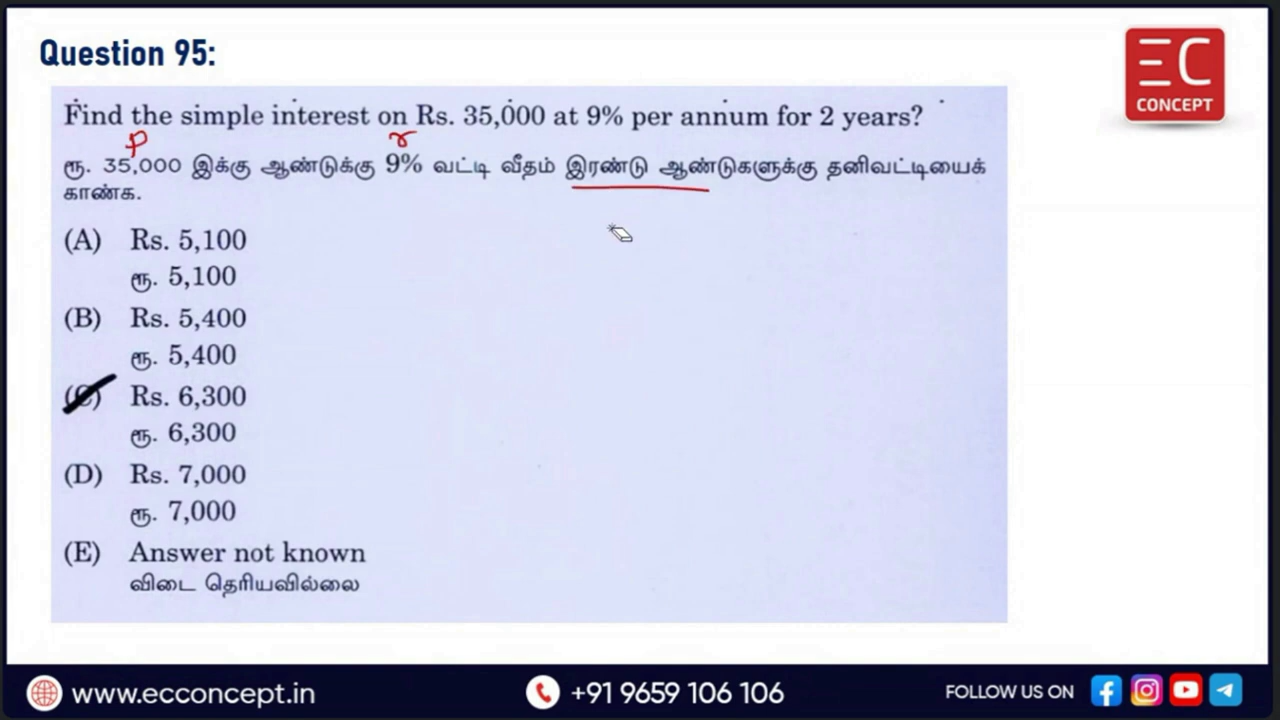 Question 95:
EC
CONCEPT
Find the simple interest on Rs. 35,000 at 9% per annum for 2 years?
P r
ரூ. 35,000 இக்கு ஆண்டுக்கு 9% வட்டி வீதம் இரண்டு ஆண்டுகளுக்கு தனிவட்டியைக்
காண்க.
(A) Rs. 5,100
ரூ. 5,100
(B) Rs. 5,400
ரூ. 5,400
(C) Rs. 6,300
ரூ. 6,300
(D) Rs. 7,000
ரூ. 7,000
(E) Answer not known
விடை தெரியவில்லை
www.ecconcept.in +91 9659 106 106 FOLLOW US ON